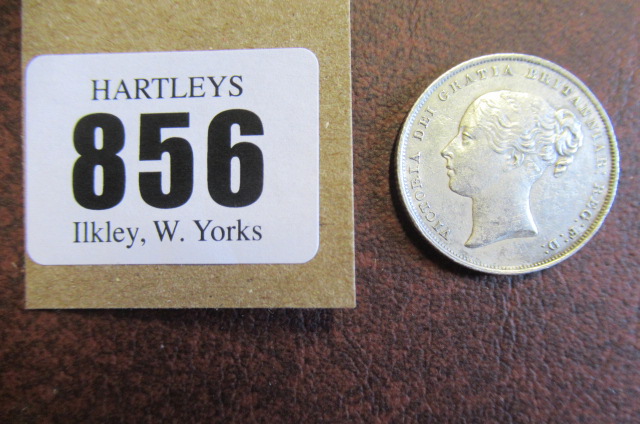 HARTLEYS
856
Ilkley, W. Yorks
VICTORIA DEI GRATIA BRITANNIAR: REG: F: D: